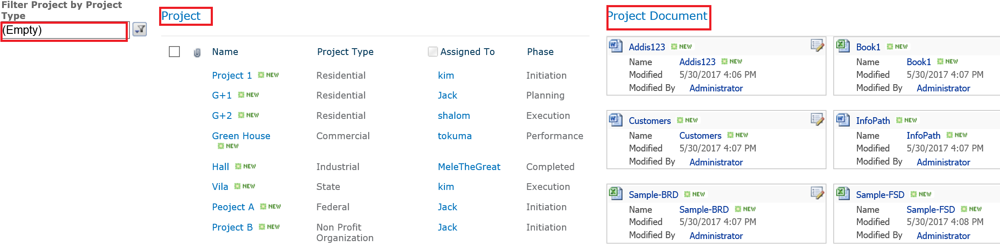 Filter Project by Project
Type
(Empty)
Project
Name Project Type Assigned To Phase
Project 1 NEW Residential kim Initiation
G+1 NEW Residential Jack Planning
G+2 NEW Residential shalom Execution
Green House Commercial tokuma Performance
NEW
Hall NEW Industrial MeleTheGreat Completed
Vila NEW State kim Execution
Peoject A NEW Federal Jack Initiation
Project B NEW Non Profit Jack Initiation
Organization
Project Document
Addis123 NEW
Name Addis123 NEW
Modified 5/30/2017 4:06 PM
Modified By Administrator
Book1 NEW
Name Book1 NEW
Modified 5/30/2017 4:07 PM
Modified By Administrator
Customers NEW
Name Customers NEW
Modified 5/30/2017 4:07 PM
Modified By Administrator
InfoPath NEW
Name InfoPath NEW
Modified 5/30/2017 4:07 PM
Modified By Administrator
Sample-BRD NEW
Name Sample-BRD NEW
Modified 5/30/2017 4:07 PM
Modified By Administrator
Sample-FSD NEW
Name Sample-FSD NEW
Modified 5/30/2017 4:08 PM
Modified By Administrator